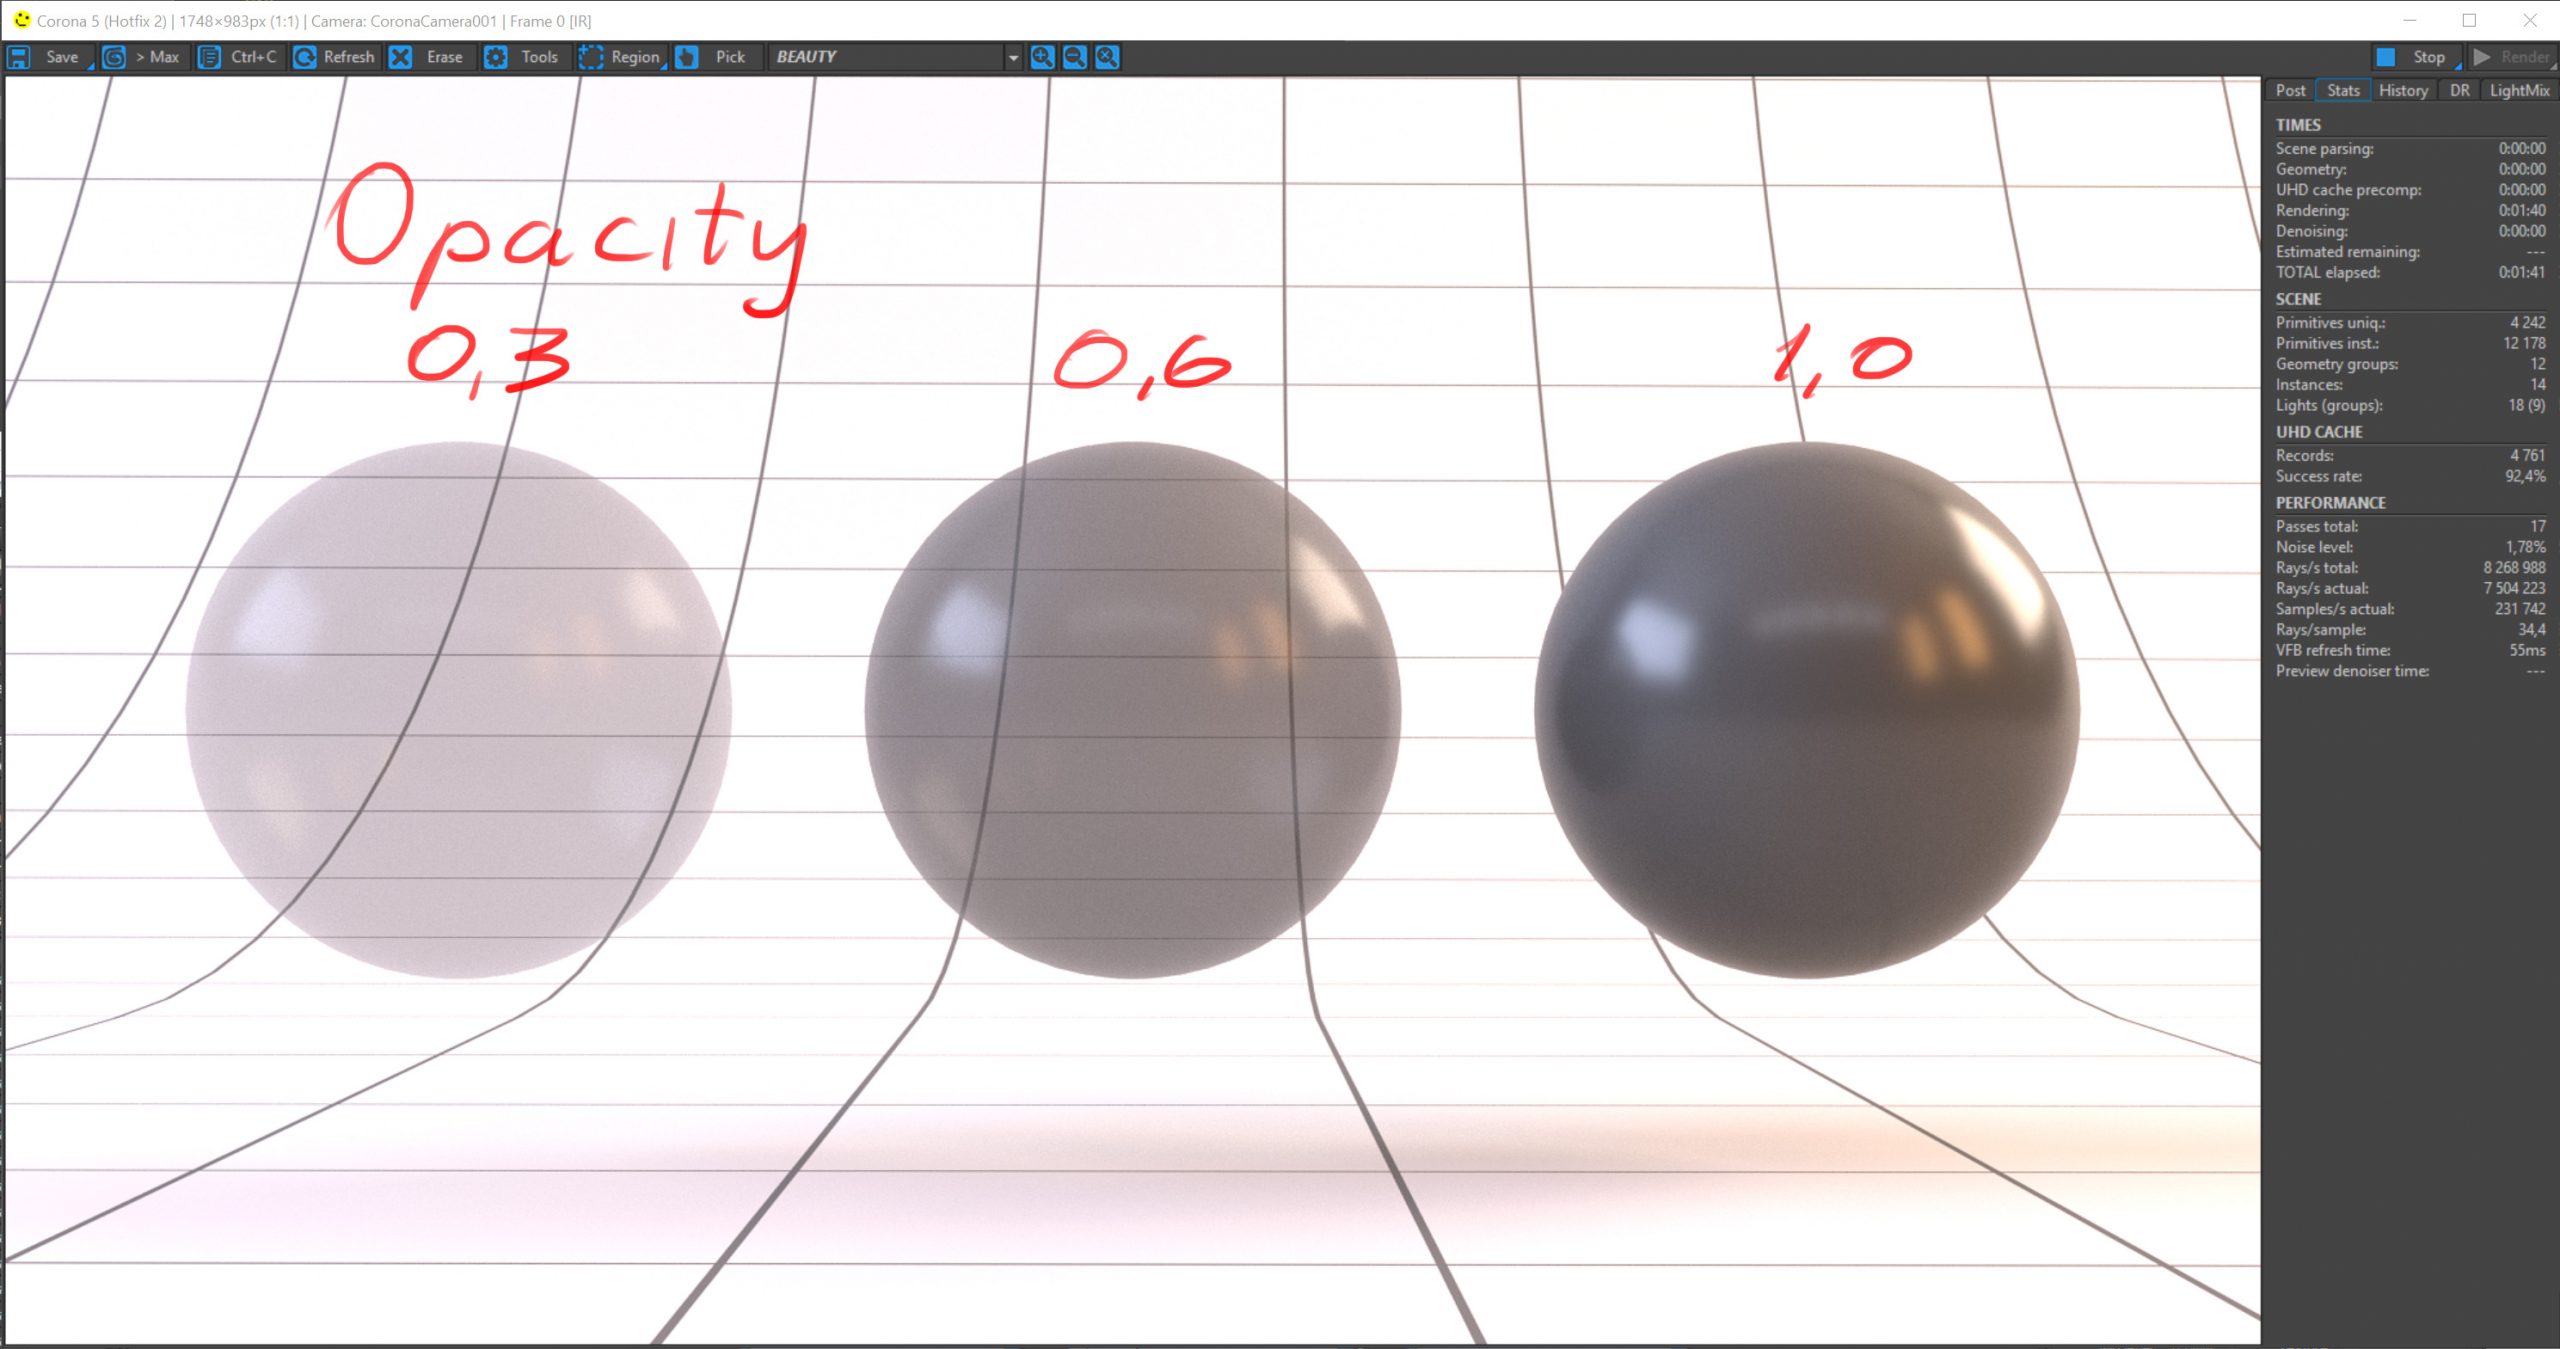 Corona 5 (Hotfix 2) | 1748×983px (1:1) | Camera: CoronaCamera001 | Frame 0 [IR]
Save > Max Ctrl+C Refresh Erase Tools Region Pick BEAUTY Stop Render
Post Stats History DR LightMix
TIMES
Scene parsing: 0:00:00
Geometry: 0:00:00
UHD cache precomp: 0:00:00
Rendering: 0:01:40
Denoising: 0:00:00
Estimated remaining: ---
TOTAL elapsed: 0:01:41
SCENE
Primitives uniq.: 4 242
Primitives inst.: 12 178
Geometry groups: 12
Instances: 14
Lights (groups): 18 (9)
UHD CACHE
Records: 4 761
Success rate: 92,4%
PERFORMANCE
Passes total: 17
Noise level: 1,78%
Rays/s total: 8 268 988
Rays/s actual: 7 504 223
Samples/s actual: 231 742
Rays/sample: 34,4
VFB refresh time: 55ms
Preview denoiser time: ---
Opacity
0,3 0,6 1,0